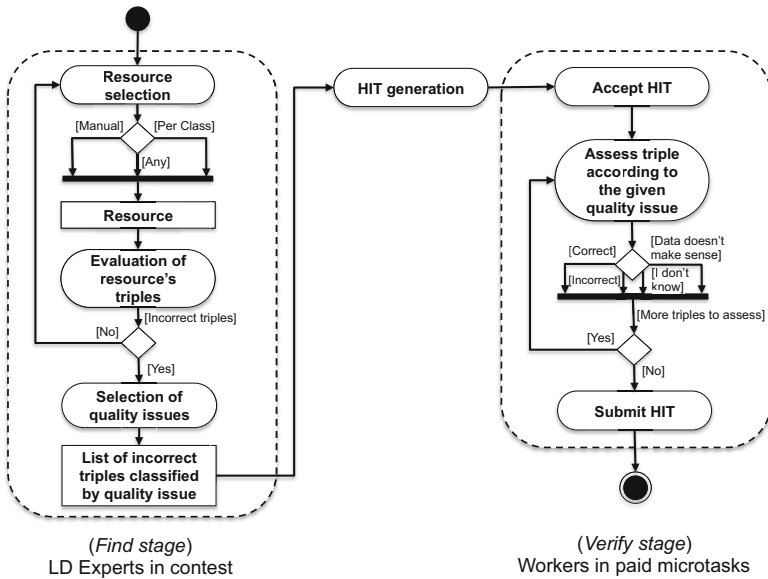 Resource
selection
[Manual]
[Per Class]
[Any]
Resource
Evaluation of
resource's
triples
[Incorrect triples]
[No]
[Yes]
Selection of
quality issues
List of incorrect
triples classified
by quality issue
(Find stage)
LD Experts in contest
HIT generation
Accept HIT
Assess triple
according to
the given
quality issue
[Correct]
[Data doesn't
make sense]
[Incorrect]
[I don't
know]
[More triples to assess]
[Yes]
[No]
Submit HIT
(Verify stage)
Workers in paid microtasks